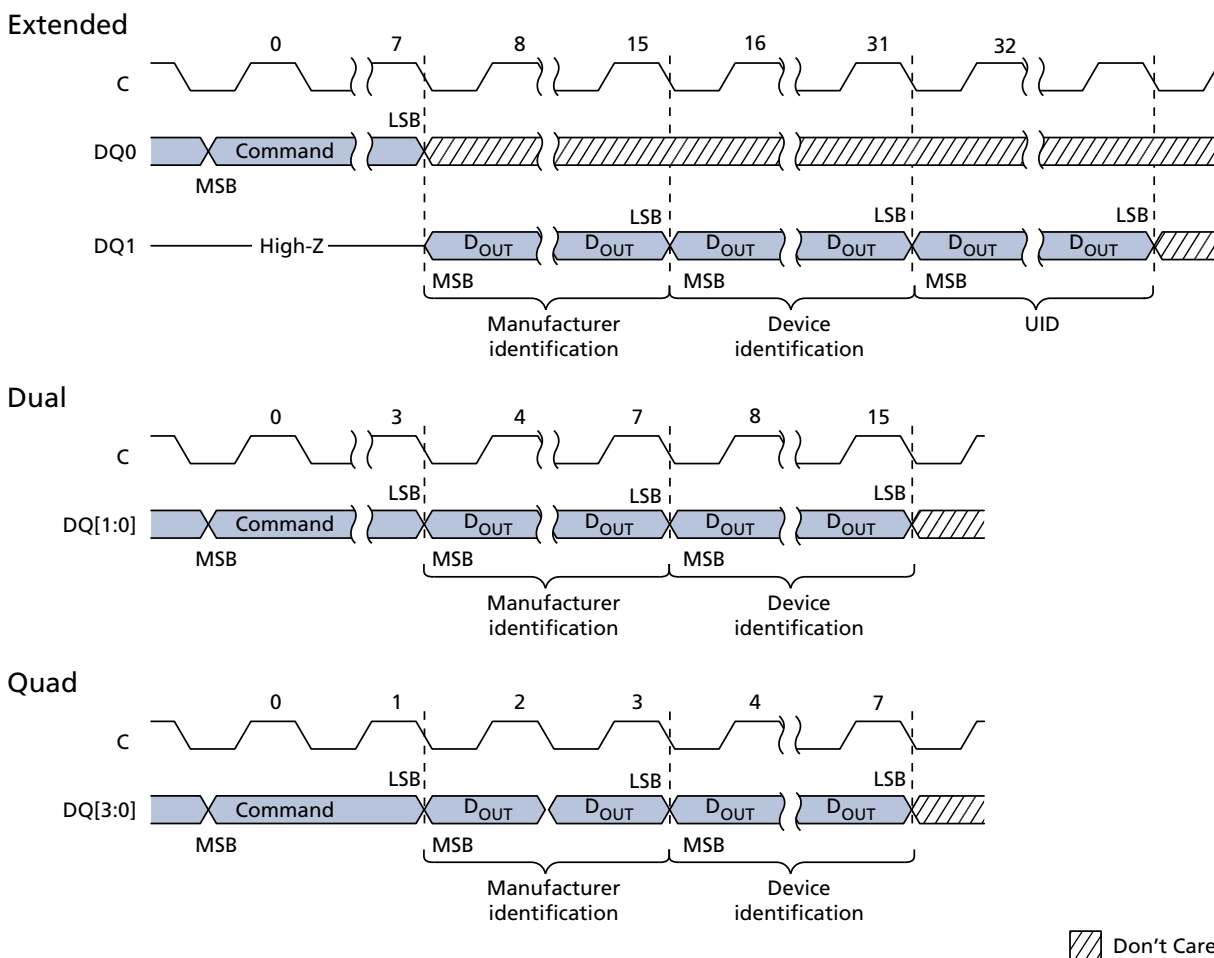 Extended
0 7 8 15 16 31 32
C
LSB
DQ0 Command
MSB
LSB LSB LSB
DQ1 High-Z DOUT DOUT DOUT DOUT DOUT DOUT
MSB MSB MSB
Manufacturer Device UID
identification identification
Dual
0 3 4 7 8 15
C
LSB LSB LSB
DQ[1:0] Command DOUT DOUT DOUT DOUT
MSB MSB MSB
Manufacturer Device
identification identification
Quad
0 1 2 3 4 7
C
LSB LSB LSB
DQ[3:0] Command DOUT DOUT DOUT DOUT
MSB MSB MSB
Manufacturer Device
identification identification
Don't Care